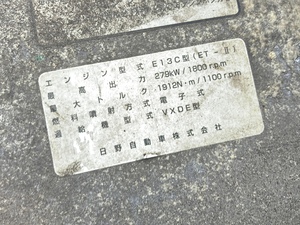 エンジン型式 E13C型(ET-Ⅱ)
最高出力 279kW/1800rpm
最大トルク 1912N・m/1100rpm
燃料噴射方式 電子式
過給機型式 VXDE型
日野自動車株式会社